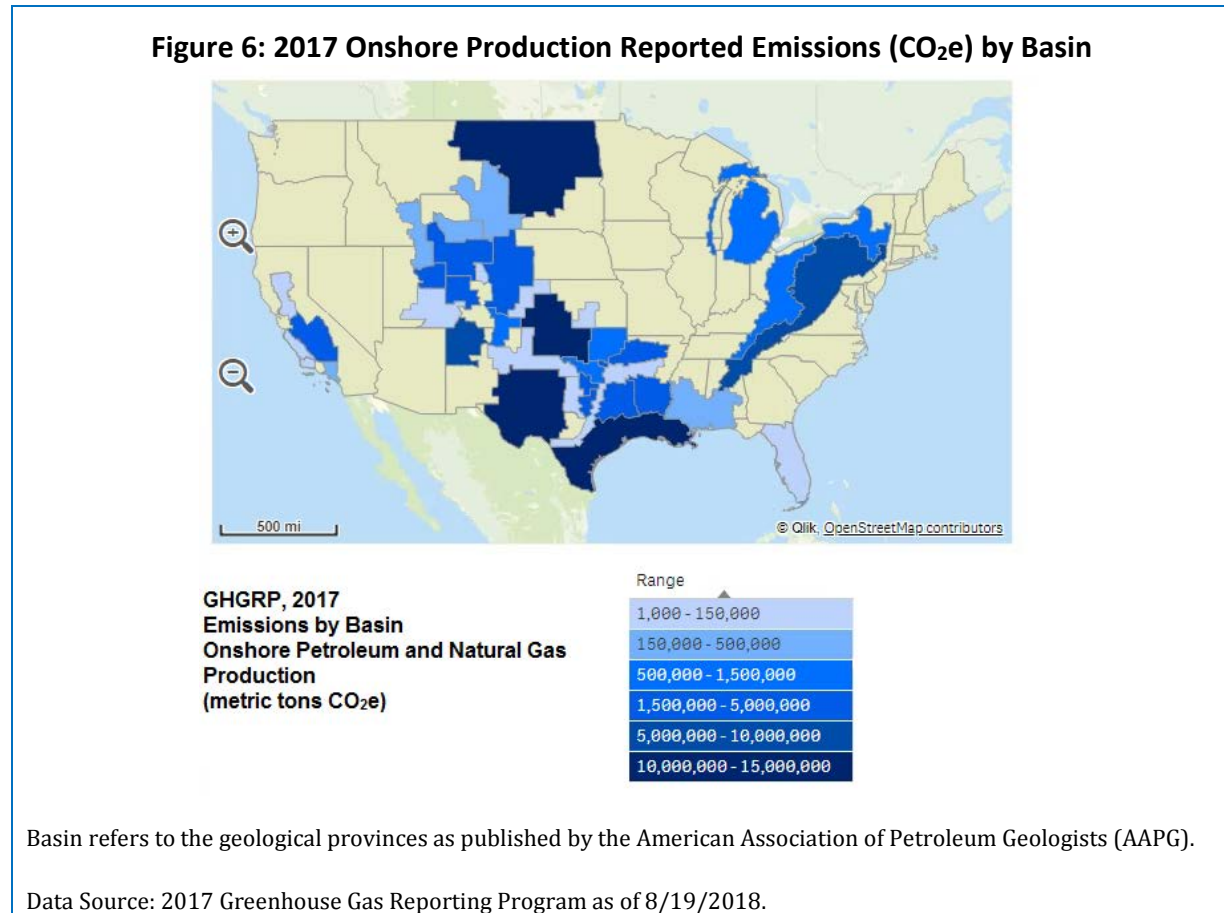 Figure 6: 2017 Onshore Production Reported Emissions (CO₂e) by Basin
500 mi
© Qlik, OpenStreetMap contributors
GHGRP, 2017
Emissions by Basin
Onshore Petroleum and Natural Gas
Production
(metric tons CO₂e)
Range
1,000 - 150,000
150,000 - 500,000
500,000 - 1,500,000
1,500,000 - 5,000,000
5,000,000 - 10,000,000
10,000,000 - 15,000,000
Basin refers to the geological provinces as published by the American Association of Petroleum Geologists (AAPG).
Data Source: 2017 Greenhouse Gas Reporting Program as of 8/19/2018.